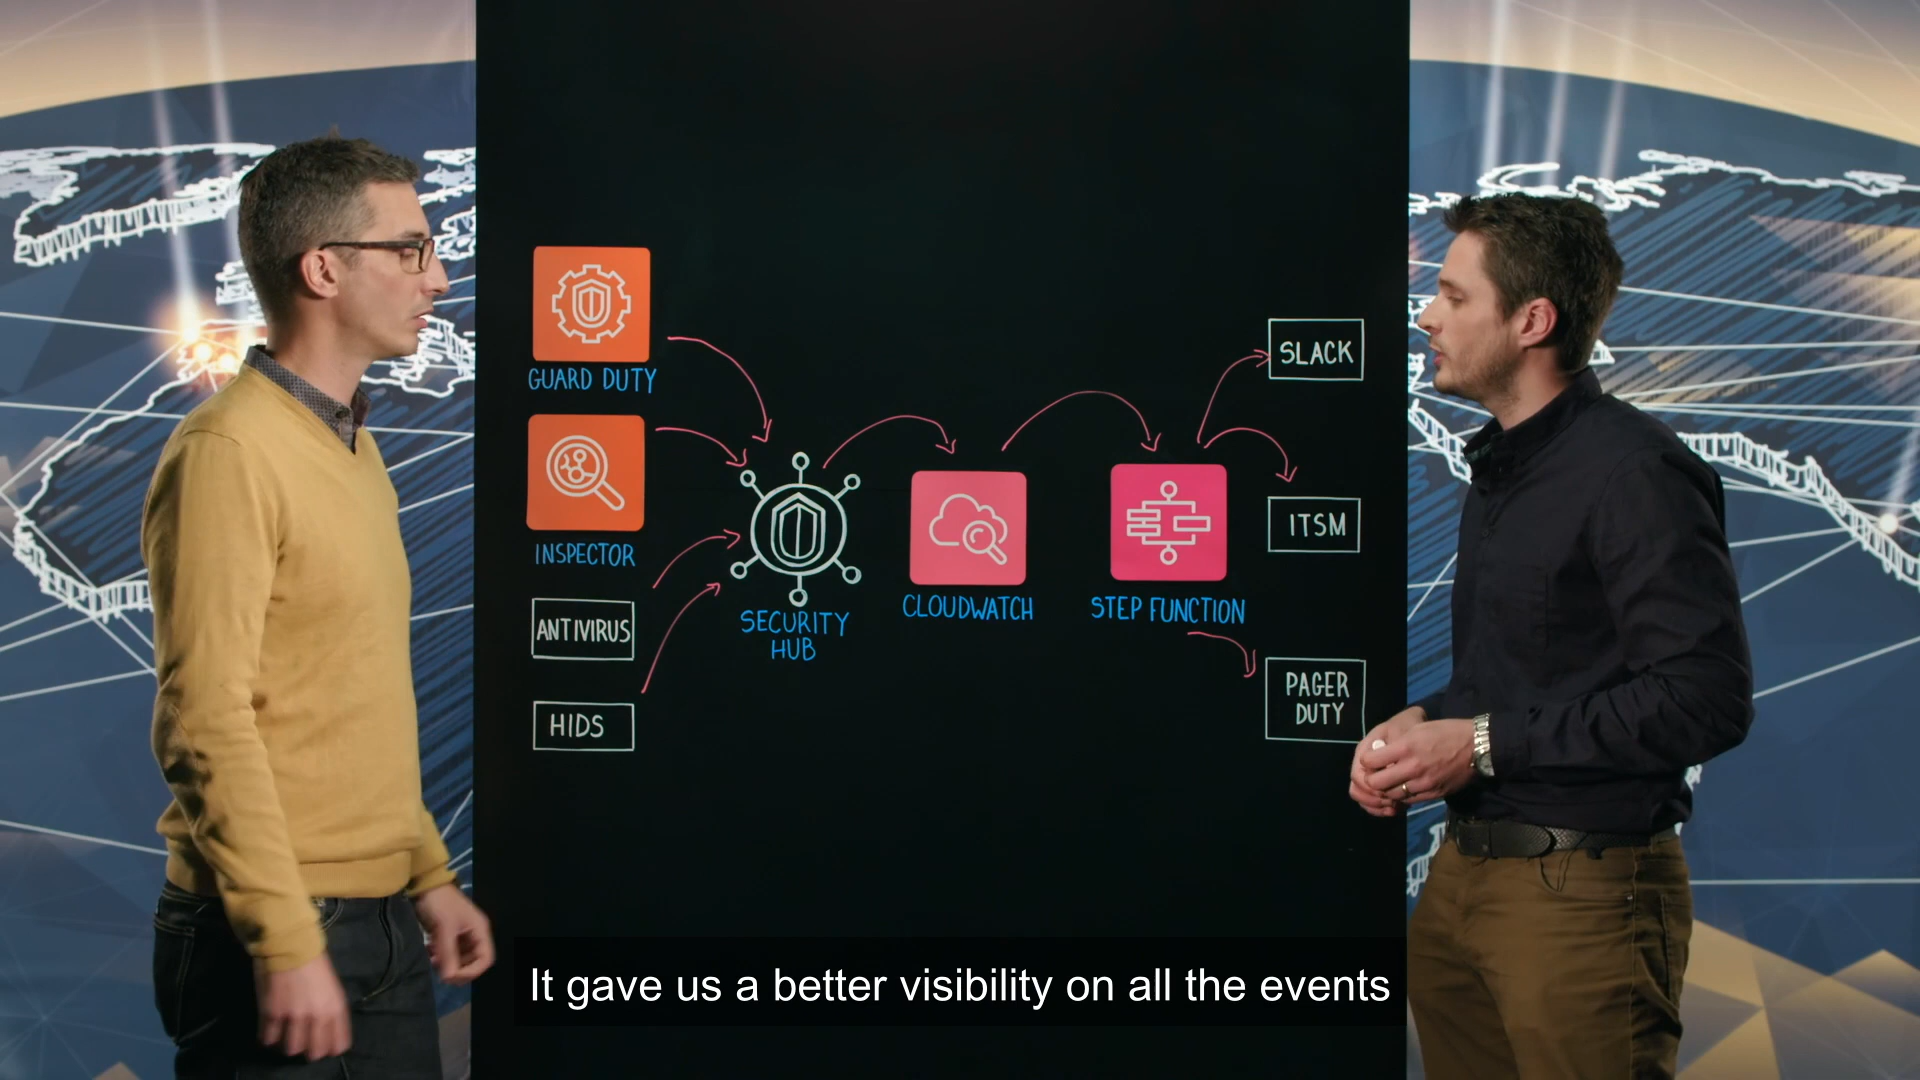 GUARD DUTY
INSPECTOR
ANTIVIRUS
HIDS
SECURITY
HUB
CLOUDWATCH
STEP FUNCTION
SLACK
ITSM
PAGER
DUTY
It gave us a better visibility on all the events